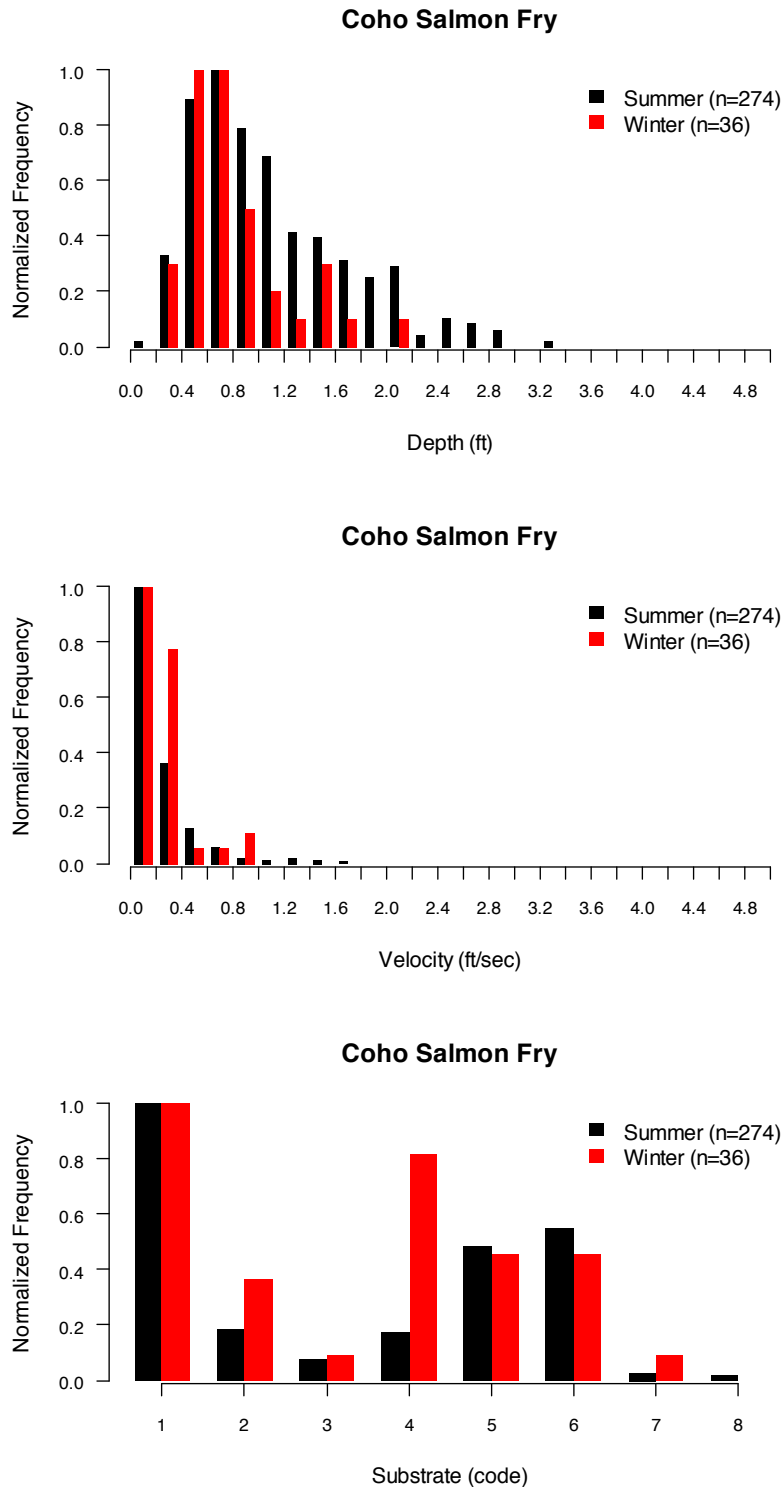 Coho Salmon Fry
Normalized Frequency
1.0
0.8
0.6
0.4
0.2
0.0
Summer (n=274)
Winter (n=36)
0.0 0.4 0.8 1.2 1.6 2.0 2.4 2.8 3.2 3.6 4.0 4.4 4.8
Depth (ft)
Coho Salmon Fry
Normalized Frequency
1.0
0.8
0.6
0.4
0.2
0.0
Summer (n=274)
Winter (n=36)
0.0 0.4 0.8 1.2 1.6 2.0 2.4 2.8 3.2 3.6 4.0 4.4 4.8
Velocity (ft/sec)
Coho Salmon Fry
Normalized Frequency
1.0
0.8
0.6
0.4
0.2
0.0
Summer (n=274)
Winter (n=36)
1 2 3 4 5 6 7 8
Substrate (code)